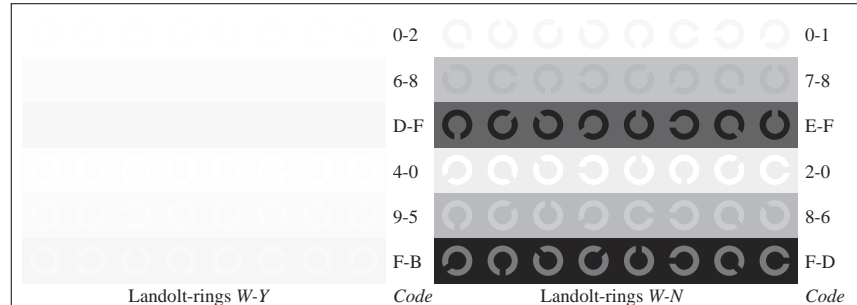 0-2 0-1
6-8 7-8
D-F E-F
4-0 2-0
9-5 8-6
F-B F-D
Landolt-rings W-Y Code Landolt-rings W-N Code